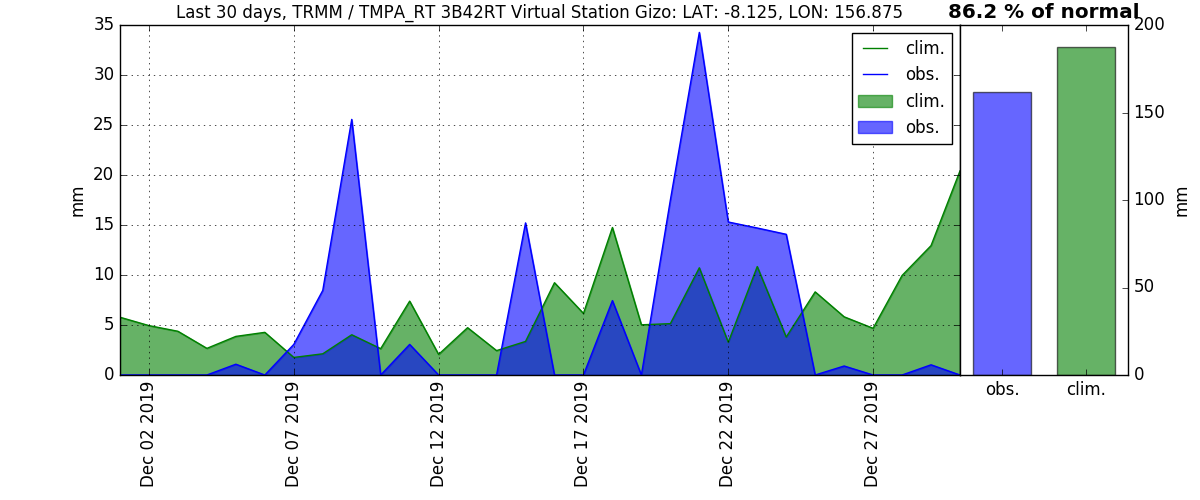 Last 30 days, TRMM / TMPA_RT 3B42RT Virtual Station Gizo: LAT: -8.125, LON: 156.875
86.2 % of normal
35
30
25
20
15
10
5
0
mm
clim.
obs.
clim.
obs.
200
150
100
50
0
mm
Dec 02 2019
Dec 07 2019
Dec 12 2019
Dec 17 2019
Dec 22 2019
Dec 27 2019
obs.
clim.